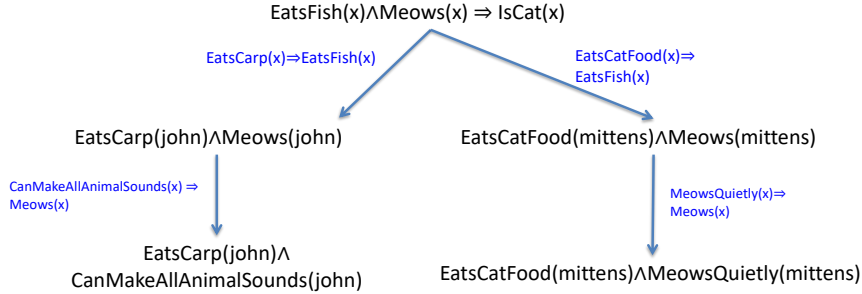 EatsFish(x)∧Meows(x) ⇒ IsCat(x)
EatsCarp(x)⇒EatsFish(x)
EatsCatFood(x)⇒
EatsFish(x)
EatsCarp(john)∧Meows(john)
EatsCatFood(mittens)∧Meows(mittens)
CanMakeAllAnimalSounds(x) ⇒
Meows(x)
MeowsQuietly(x)⇒
Meows(x)
EatsCarp(john)∧
CanMakeAllAnimalSounds(john)
EatsCatFood(mittens)∧MeowsQuietly(mittens)